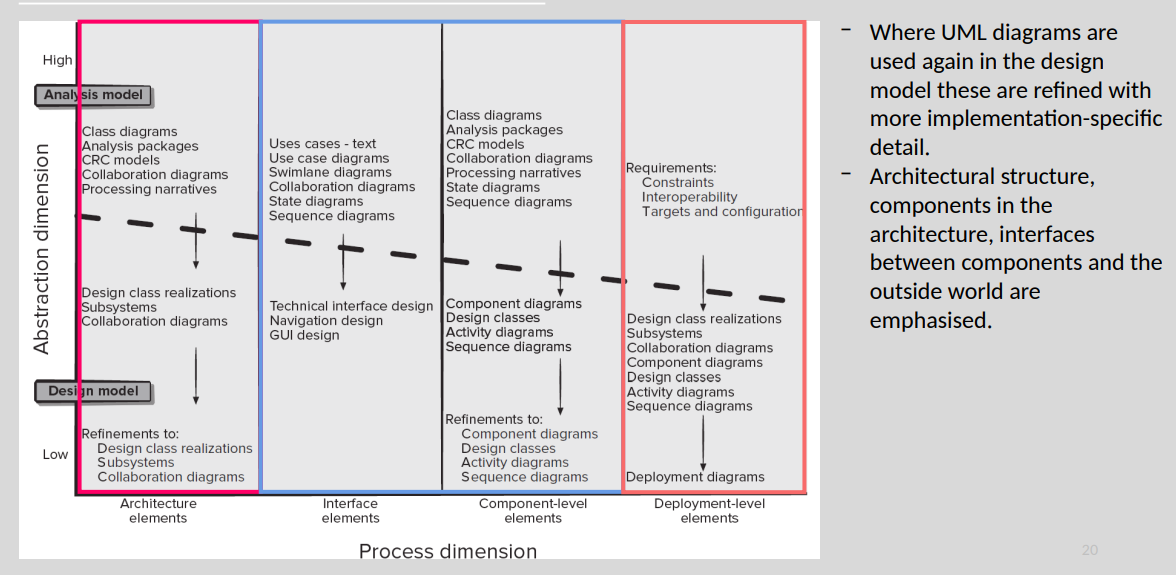 High
Analysis model
Class diagrams
Analysis packages
CRC models
Collaboration diagrams
Processing narratives
Design class realizations
Subsystems
Collaboration diagrams
Design model
Refinements to:
Design class realizations
Subsystems
Collaboration diagrams
Low
Abstraction dimension
Uses cases - text
Use case diagrams
Swimlane diagrams
Collaboration diagrams
State diagrams
Sequence diagrams
Technical interface design
Navigation design
GUI design
Class diagrams
Analysis packages
CRC models
Collaboration diagrams
Processing narratives
State diagrams
Sequence diagrams
Component diagrams
Design classes
Activity diagrams
Sequence diagrams
Refinements to:
Component diagrams
Design classes
Activity diagrams
Sequence diagrams
Requirements:
Constraints
Interoperability
Targets and configuration
Design class realizations
Subsystems
Collaboration diagrams
Component diagrams
Design classes
Activity diagrams
Sequence diagrams
Deployment diagrams
Architecture
elements
Interface
elements
Component-level
elements
Deployment-level
elements
Process dimension
– Where UML diagrams are
used again in the design
model these are refined with
more implementation-specific
detail.
– Architectural structure,
components in the
architecture, interfaces
between components and the
outside world are
emphasised.
20